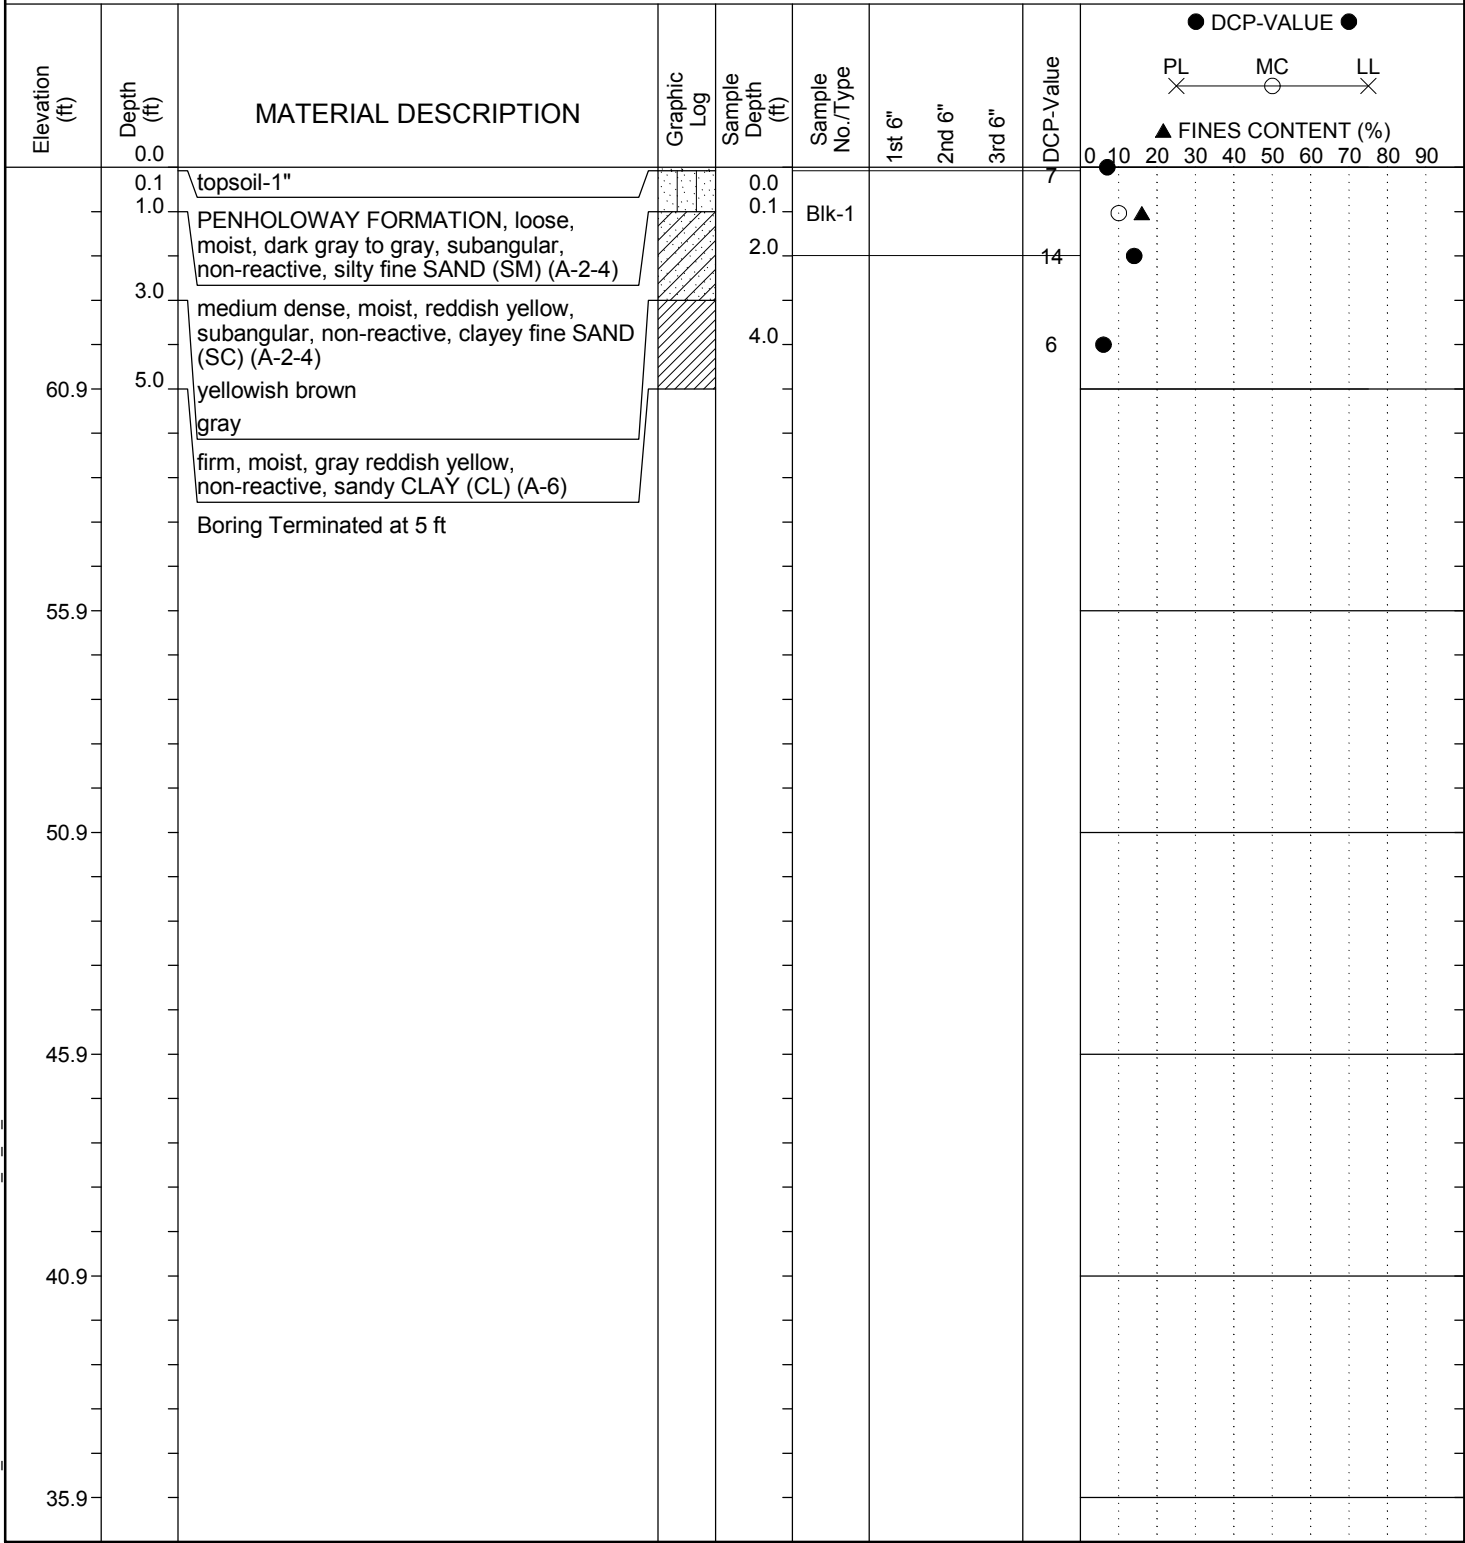 Elevation
(ft)
Depth
(ft)
0.0
MATERIAL DESCRIPTION
Graphic
Log
Sample
Depth
(ft)
Sample
No./Type
1st 6"
2nd 6"
3rd 6"
DCP-Value
● DCP-VALUE ●
PL MC LL
▲ FINES CONTENT (%)
0 10 20 30 40 50 60 70 80 90
0.1 topsoil-1" 0.0 7
1.0 0.1
PENHOLOWAY FORMATION, loose, Blk-1
moist, dark gray to gray, subangular, 2.0
non-reactive, silty fine SAND (SM) (A-2-4) 14
3.0
medium dense, moist, reddish yellow,
subangular, non-reactive, clayey fine SAND 4.0 6
(SC) (A-2-4)
60.9 5.0 yellowish brown
gray
firm, moist, gray reddish yellow,
non-reactive, sandy CLAY (CL) (A-6)
Boring Terminated at 5 ft
55.9
50.9
45.9
40.9
35.9